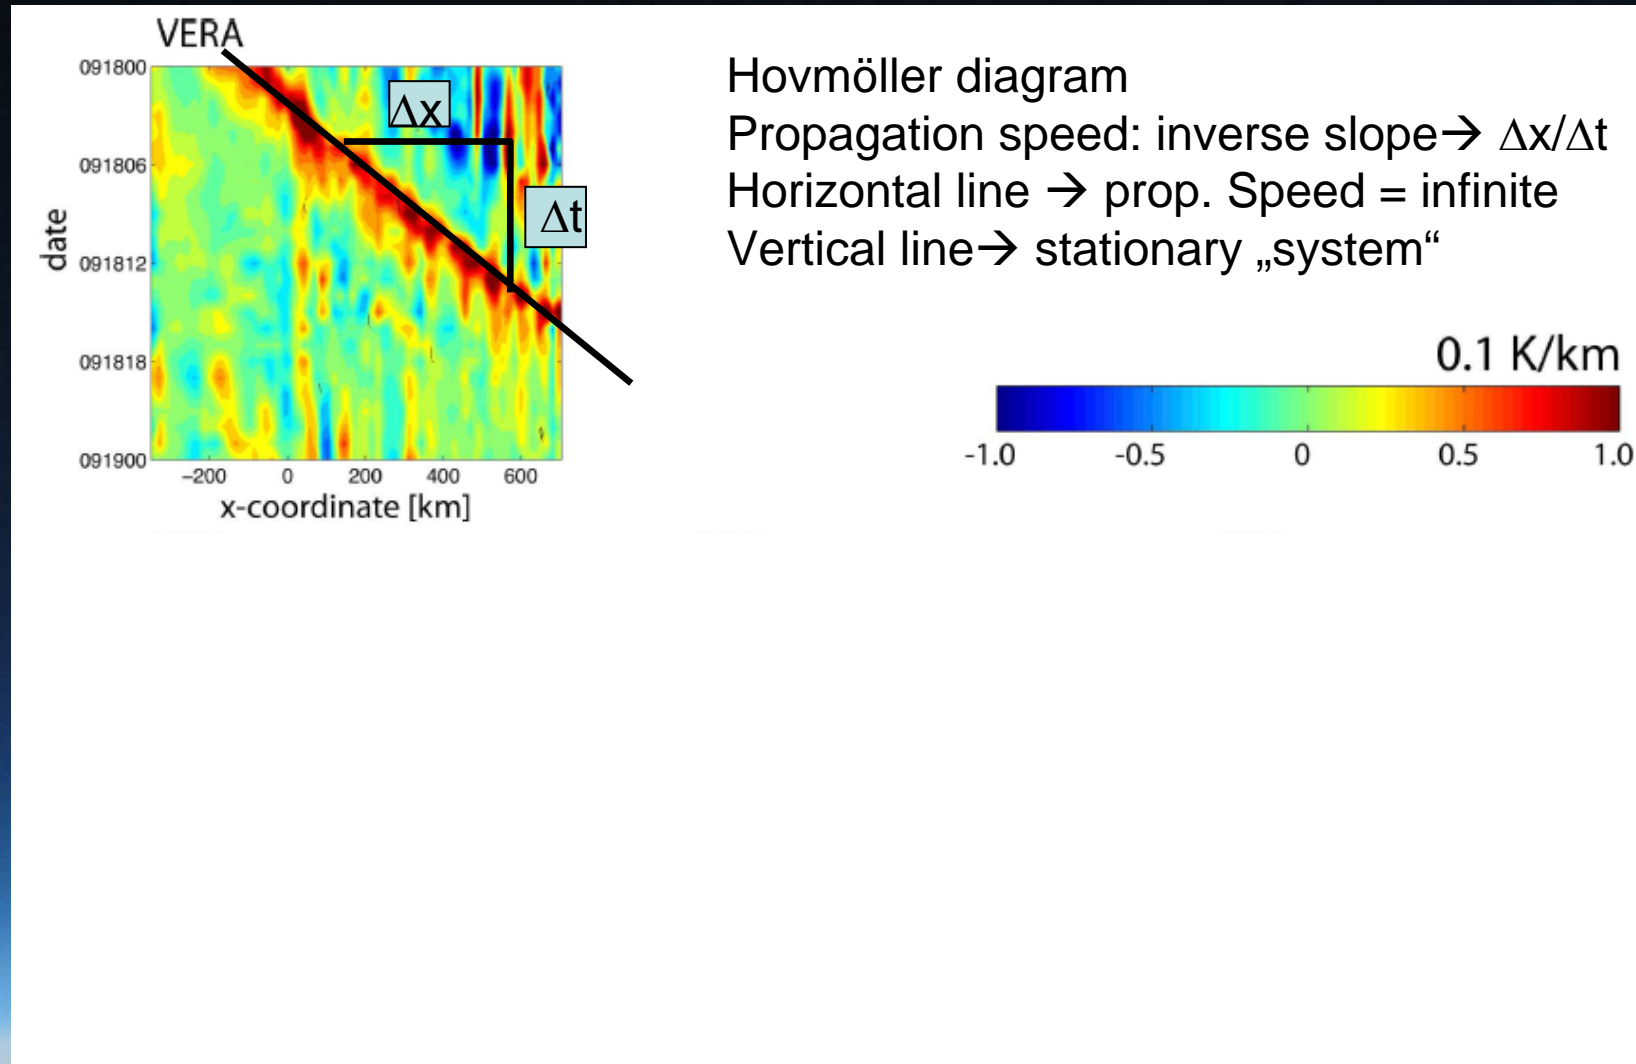 VERA
Hovmöller diagram
Propagation speed: inverse slope→ Δx/Δt
Horizontal line → prop. Speed = infinite
Vertical line→ stationary „system“
091800
091806
091812
091818
091900
date
Δx
Δt
−200 0 200 400 600
x-coordinate [km]
0.1 K/km
-1.0 -0.5 0 0.5 1.0